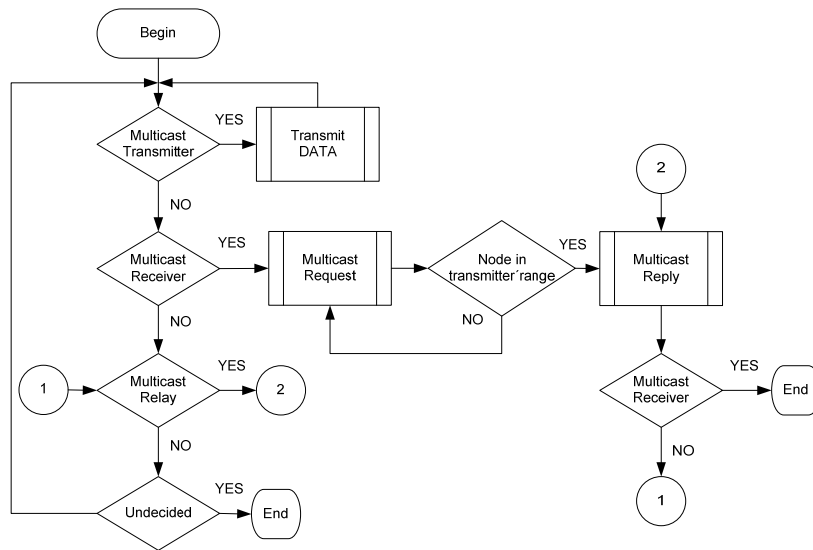 Begin
Multicast
Transmitter
YES
Transmit
DATA
NO
2
Multicast
Receiver
YES
Multicast
Request
Node in
transmitter´range
YES
Multicast
Reply
NO
NO
1
Multicast
Relay
YES
2
Multicast
Receiver
YES
End
NO
NO
Undecided
YES
End
1